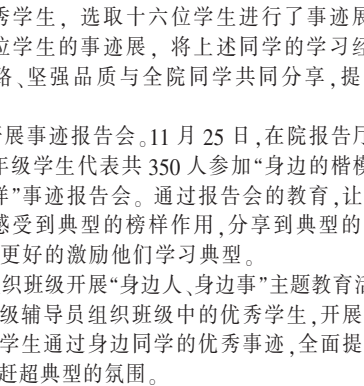 秀学生，选取十六位学生进行了事迹展
位学生的事迹展，将上述同学的学习经
路、坚强品质与全院同学共同分享，提
开展事迹报告会。11月25日，在院报告厅
年级学生代表共350人参加“身边的楷模
样”事迹报告会。通过报告会的教育，让
感受到典型的榜样作用，分享到典型的
更好的激励他们学习典型。
织班级开展“身边人、身边事”主题教育活
级辅导员组织班级中的优秀学生，开展
学生通过身边同学的优秀事迹，全面提
赶超典型的氛围。